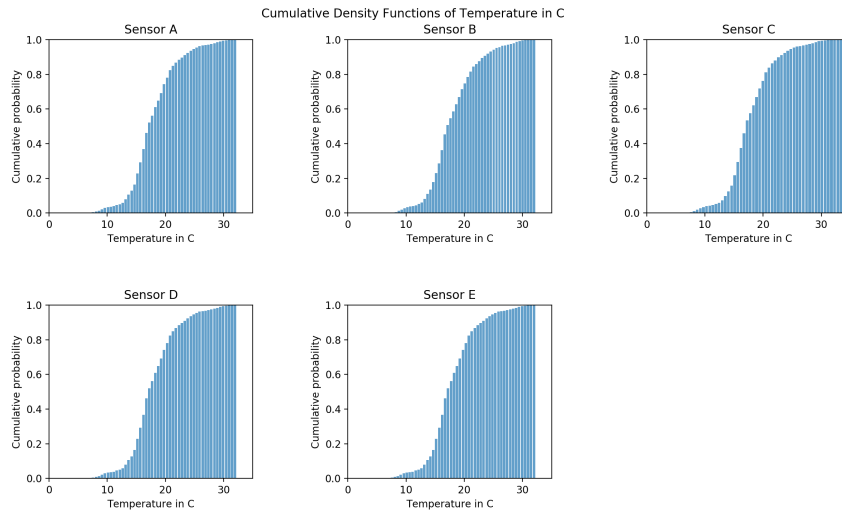 Cumulative Density Functions of Temperature in C
Sensor A
Cumulative probability
1.0
0.8
0.6
0.4
0.2
0.0
0 10 20 30
Temperature in C
Sensor B
Cumulative probability
1.0
0.8
0.6
0.4
0.2
0.0
0 10 20 30
Temperature in C
Sensor C
Cumulative probability
1.0
0.8
0.6
0.4
0.2
0.0
0 10 20 30
Temperature in C
Sensor D
Cumulative probability
1.0
0.8
0.6
0.4
0.2
0.0
0 10 20 30
Temperature in C
Sensor E
Cumulative probability
1.0
0.8
0.6
0.4
0.2
0.0
0 10 20 30
Temperature in C